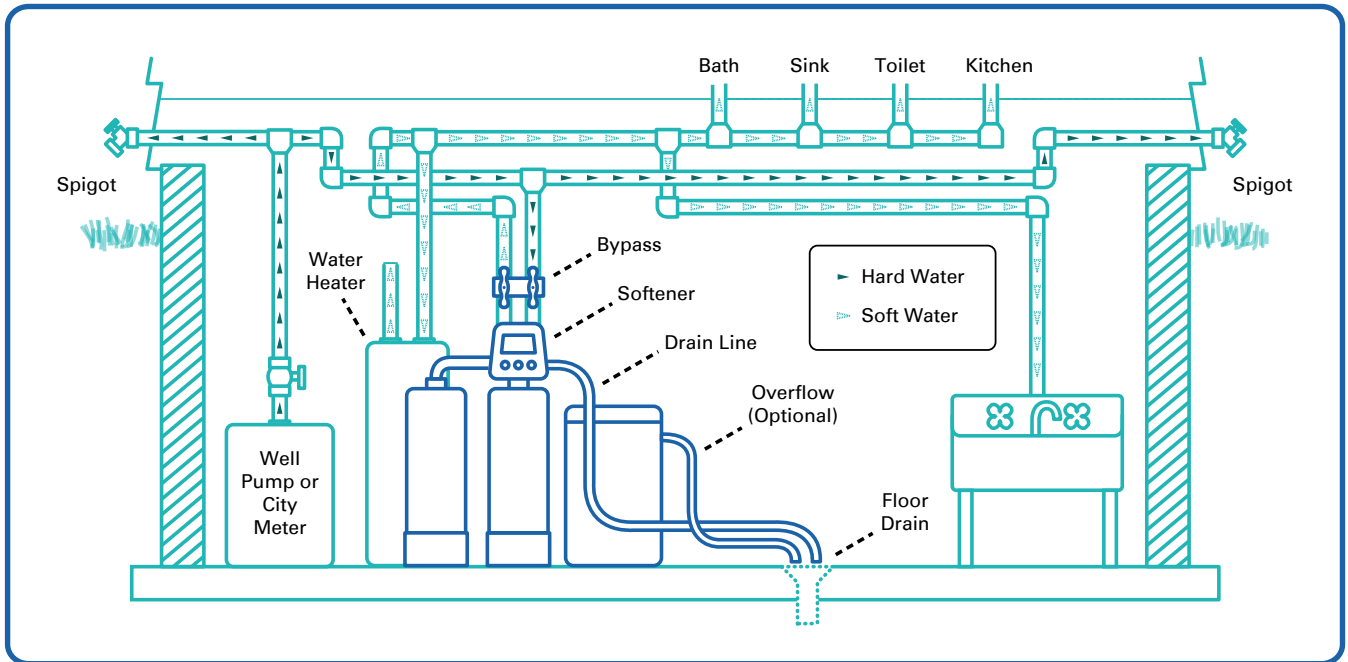 Bath
Sink
Toilet
Kitchen
Spigot
Spigot
Water
Heater
Bypass
Softener
Drain Line
Overflow
(Optional)
Hard Water
Soft Water
Well
Pump or
City
Meter
Floor
Drain